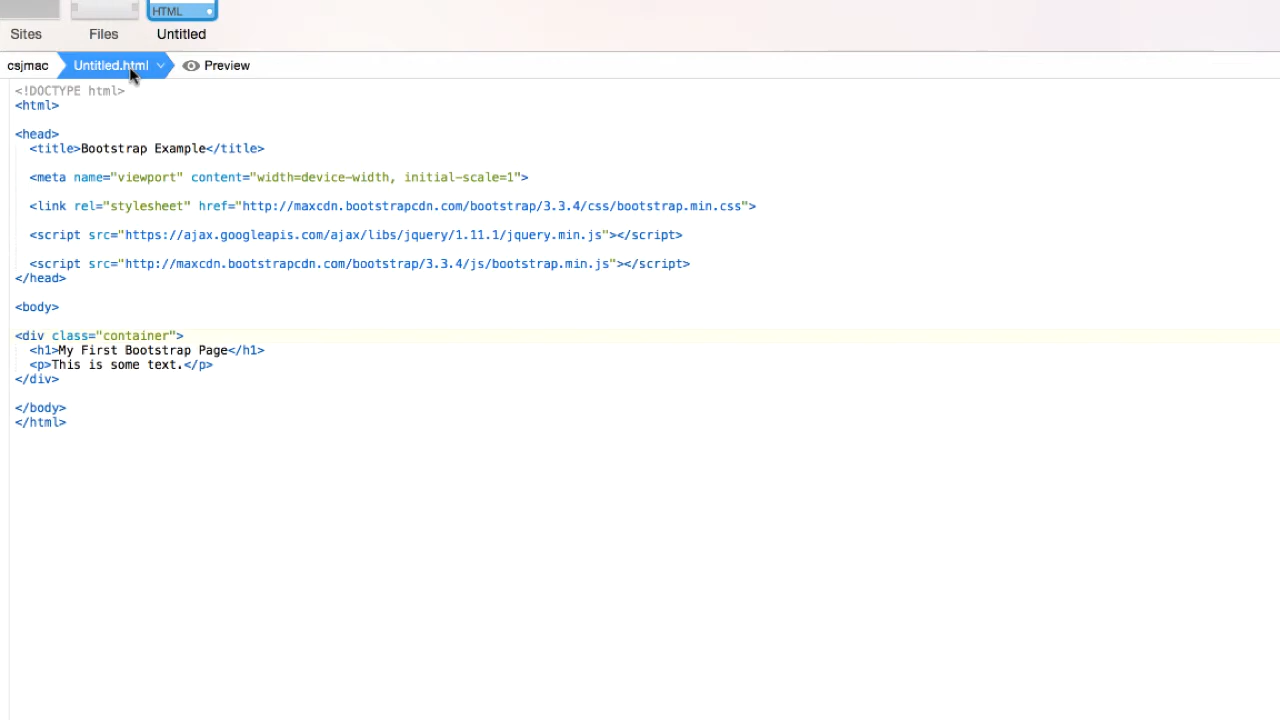 HTML
Sites Files Untitled
csjmac Untitled.html Preview
<!DOCTYPE html>
<html>
<head>
<title>Bootstrap Example</title>
<meta name="viewport" content="width=device-width, initial-scale=1">
<link rel="stylesheet" href="http://maxcdn.bootstrapcdn.com/bootstrap/3.3.4/css/bootstrap.min.css">
<script src="https://ajax.googleapis.com/ajax/libs/jquery/1.11.1/jquery.min.js"></script>
<script src="http://maxcdn.bootstrapcdn.com/bootstrap/3.3.4/js/bootstrap.min.js"></script>
</head>
<body>
<div class="container">
<h1>My First Bootstrap Page</h1>
<p>This is some text.</p>
</div>
</body>
</html>